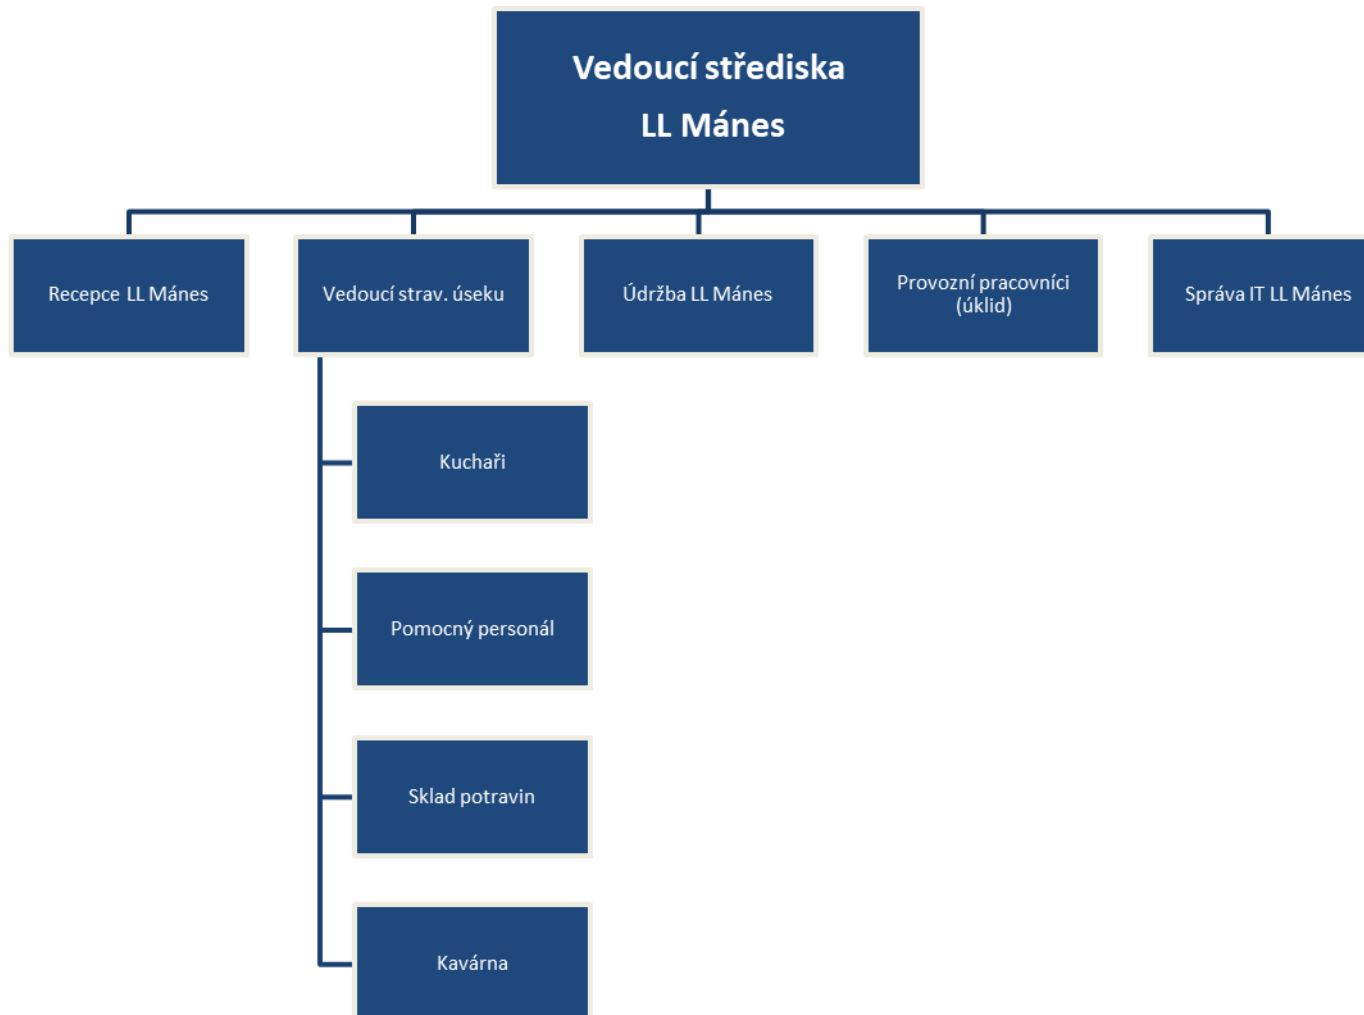 Vedoucí střediska
LL Mánes
Recepce LL Mánes
Vedoucí strav. úseku
Údržba LL Mánes
Provozní pracovníci
(úklid)
Správa IT LL Mánes
Kuchaři
Pomocný personál
Sklad potravin
Kavárna